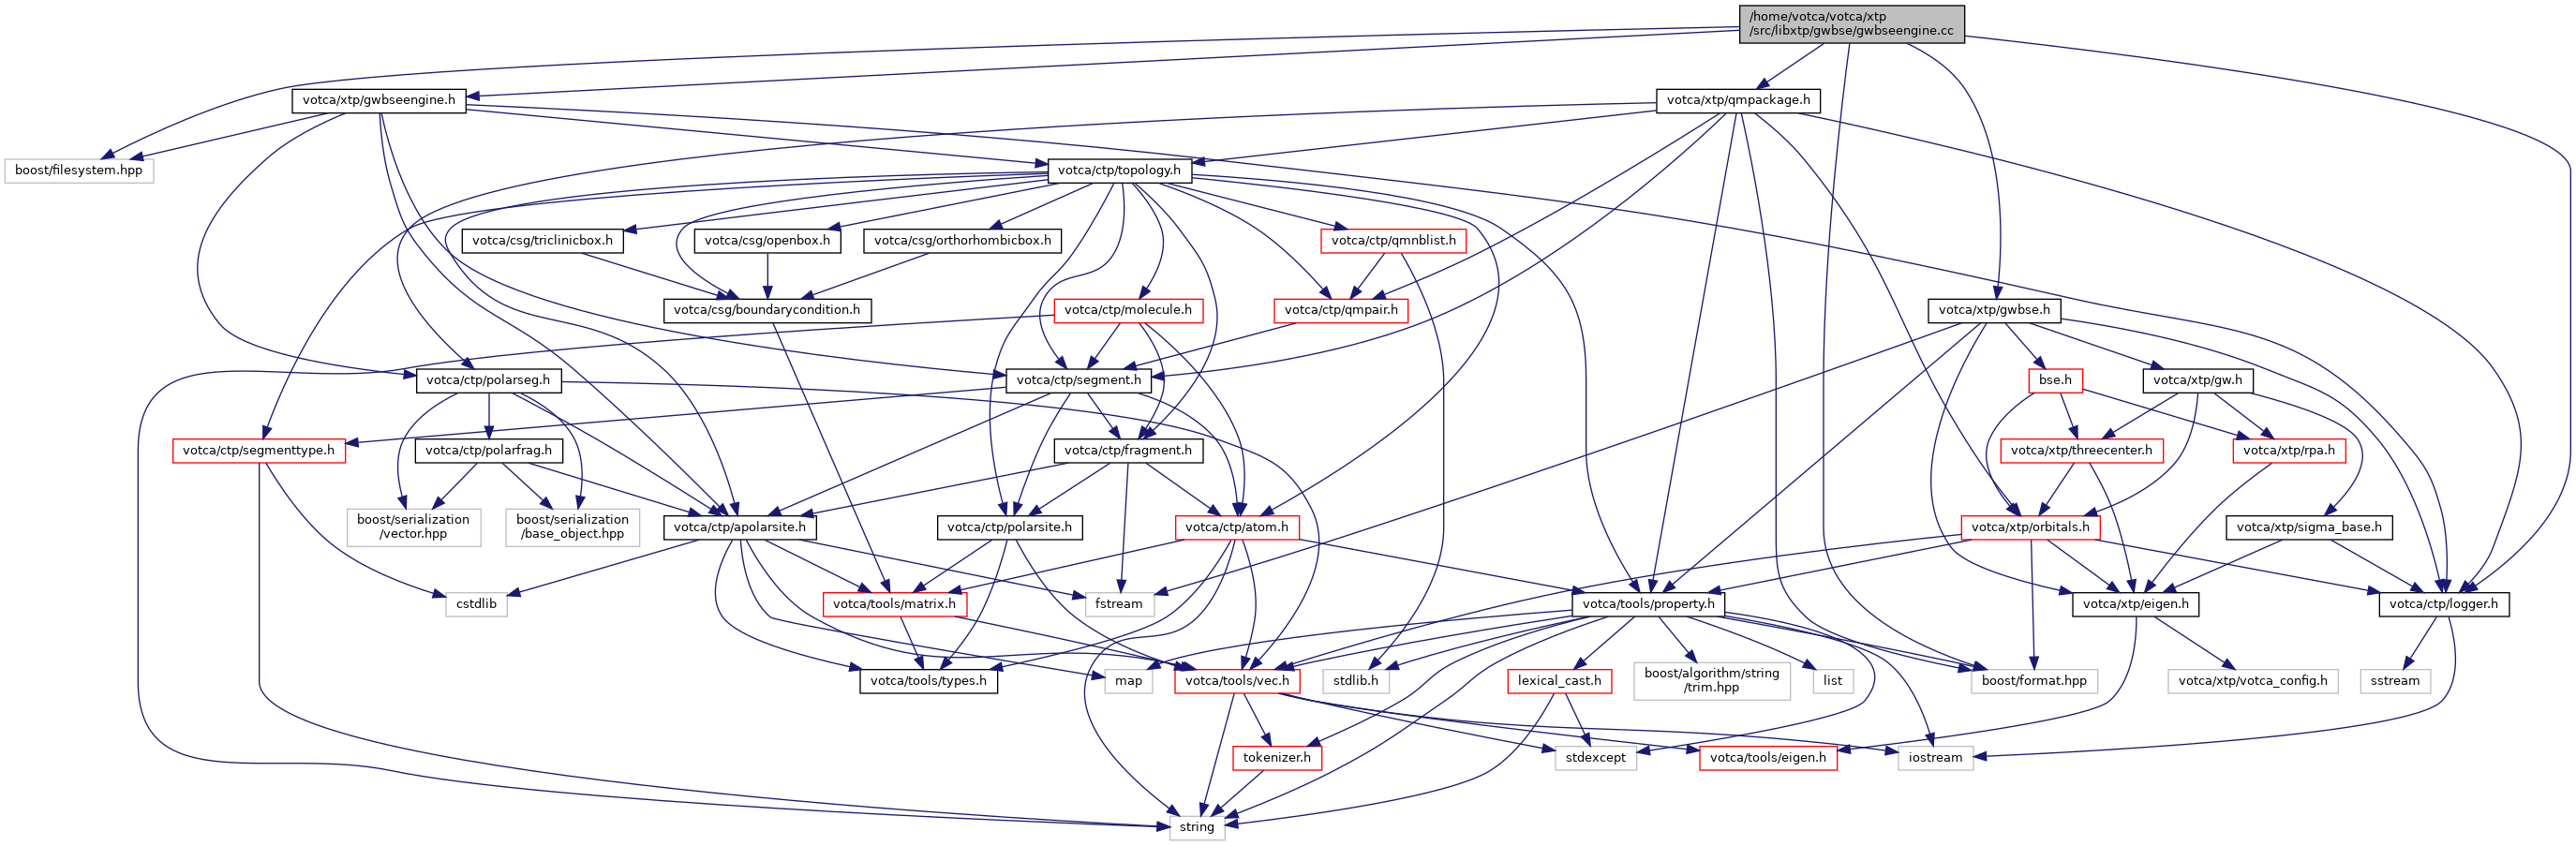 /home/votca/votca/xtp
/src/libxtp/gwbse/gwbseengine.cc
votca/xtp/gwbseengine.h
votca/xtp/qmpackage.h
boost/filesystem.hpp
votca/ctp/topology.h
votca/csg/triclinicbox.h
votca/csg/openbox.h
votca/csg/orthorhombicbox.h
votca/ctp/qmnblist.h
votca/csg/boundarycondition.h
votca/ctp/molecule.h
votca/ctp/qmpair.h
votca/xtp/gwbse.h
votca/ctp/polarseg.h
votca/ctp/segment.h
bse.h
votca/xtp/gw.h
votca/ctp/segmenttype.h
votca/ctp/polarfrag.h
votca/ctp/fragment.h
votca/xtp/threecenter.h
votca/xtp/rpa.h
boost/serialization
/vector.hpp
boost/serialization
/base_object.hpp
votca/ctp/apolarsite.h
votca/ctp/polarsite.h
votca/ctp/atom.h
votca/xtp/orbitals.h
votca/xtp/sigma_base.h
cstdlib
votca/tools/matrix.h
fstream
votca/tools/property.h
votca/xtp/eigen.h
votca/ctp/logger.h
votca/tools/types.h
map
votca/tools/vec.h
stdlib.h
lexical_cast.h
boost/algorithm/string
/trim.hpp
list
boost/format.hpp
votca/xtp/votca_config.h
sstream
tokenizer.h
stdexcept
votca/tools/eigen.h
iostream
string